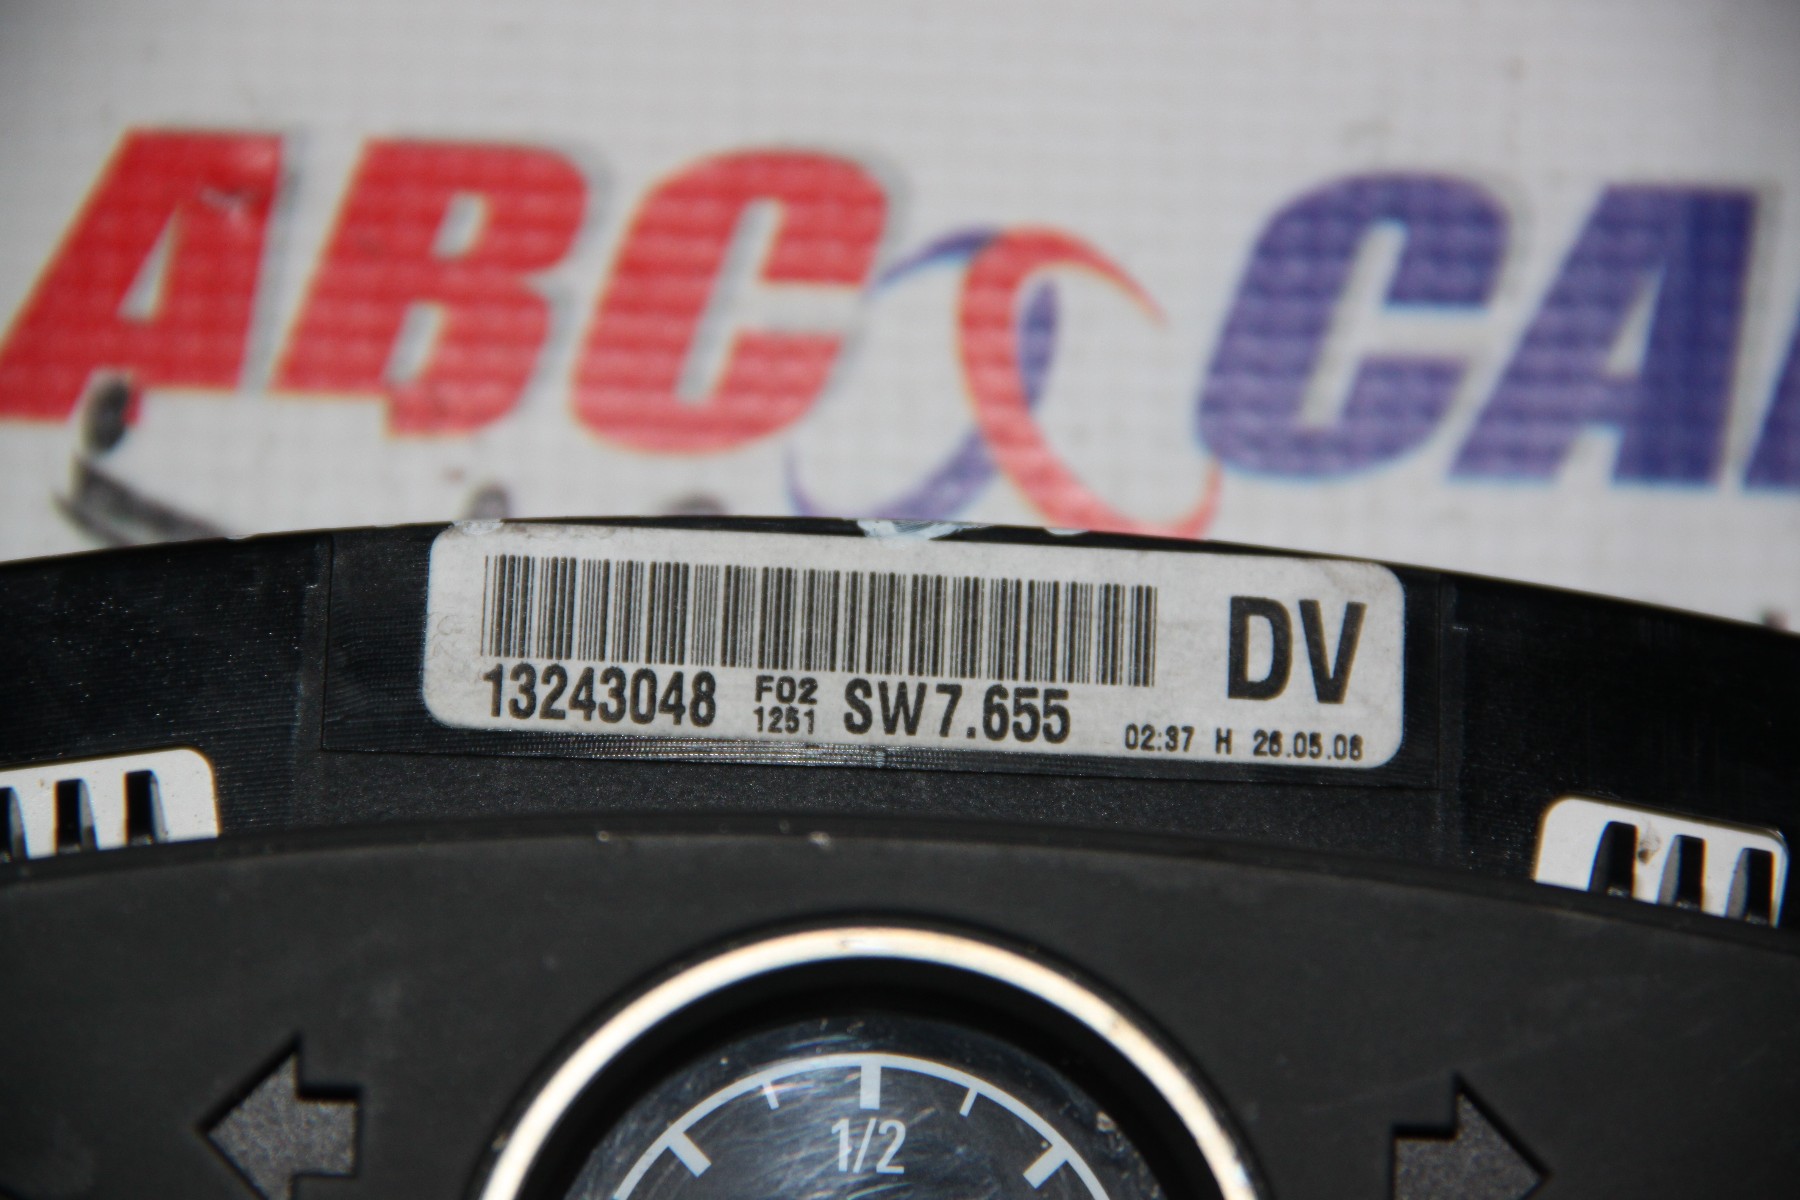 ABC CA
13243048 F02 1251 SW7.655 02:37 H 26.05.08
DV
1/2